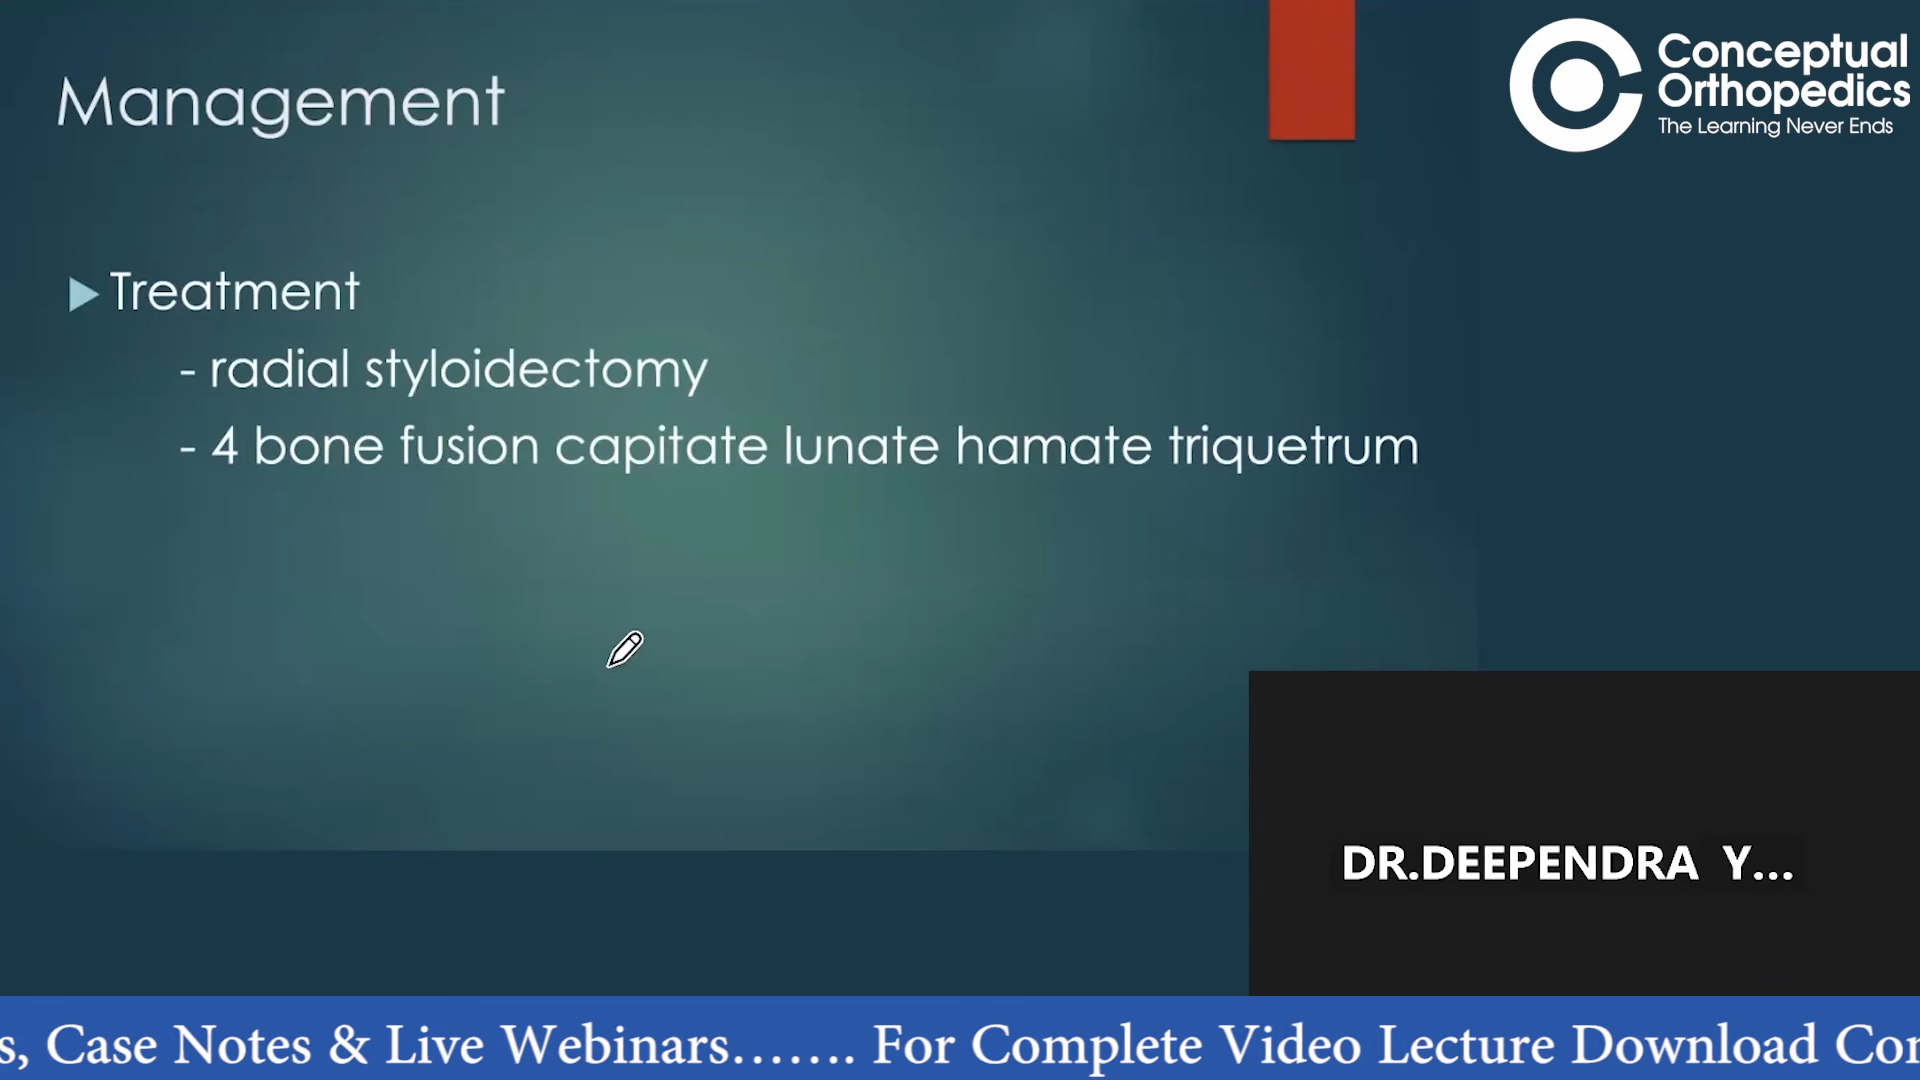 Management
Conceptual
Orthopedics
The Learning Never Ends
Treatment
- radial styloidectomy
- 4 bone fusion capitate lunate hamate triquetrum
DR.DEEPENDRA Y...
s, Case Notes & Live Webinars....... For Complete Video Lecture Download Con